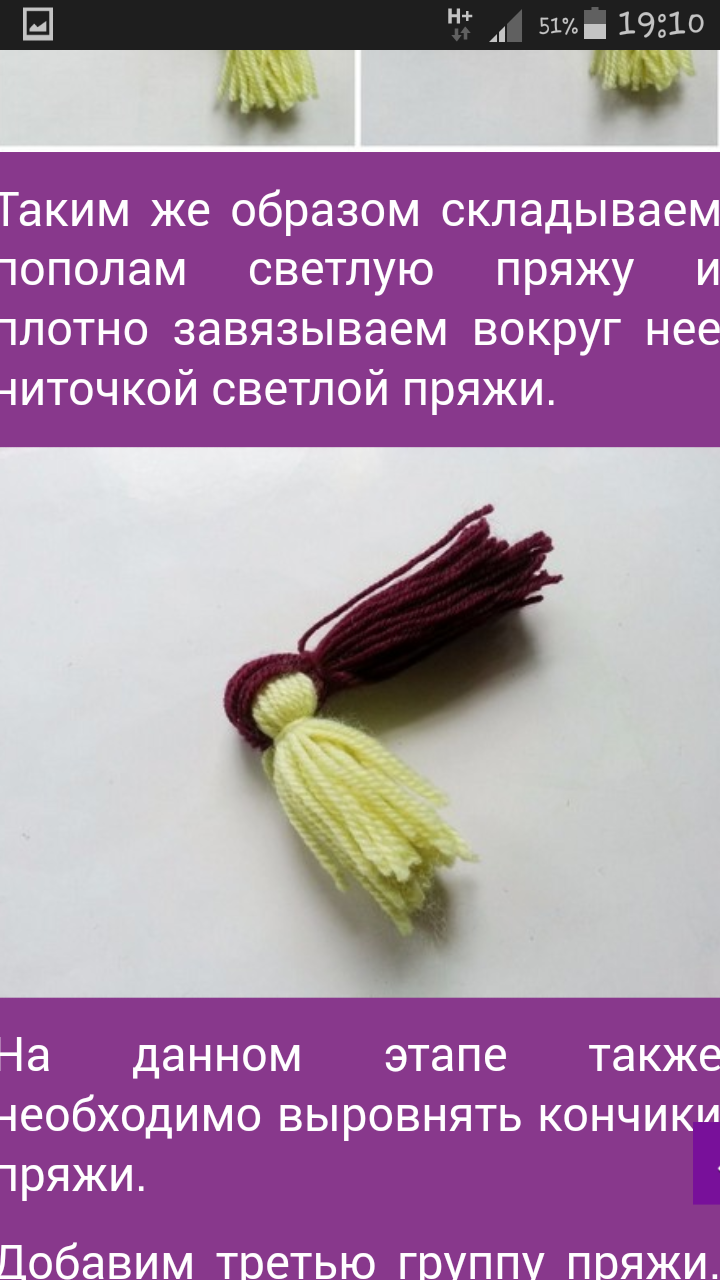 H+ 51% 19:10
Таким же образом складываем
пополам светлую пряжу и
плотно завязываем вокруг нее
ниточкой светлой пряжи.
На данном этапе также
необходимо выровнять кончики
пряжи.
Добавим третью группу пряжи.